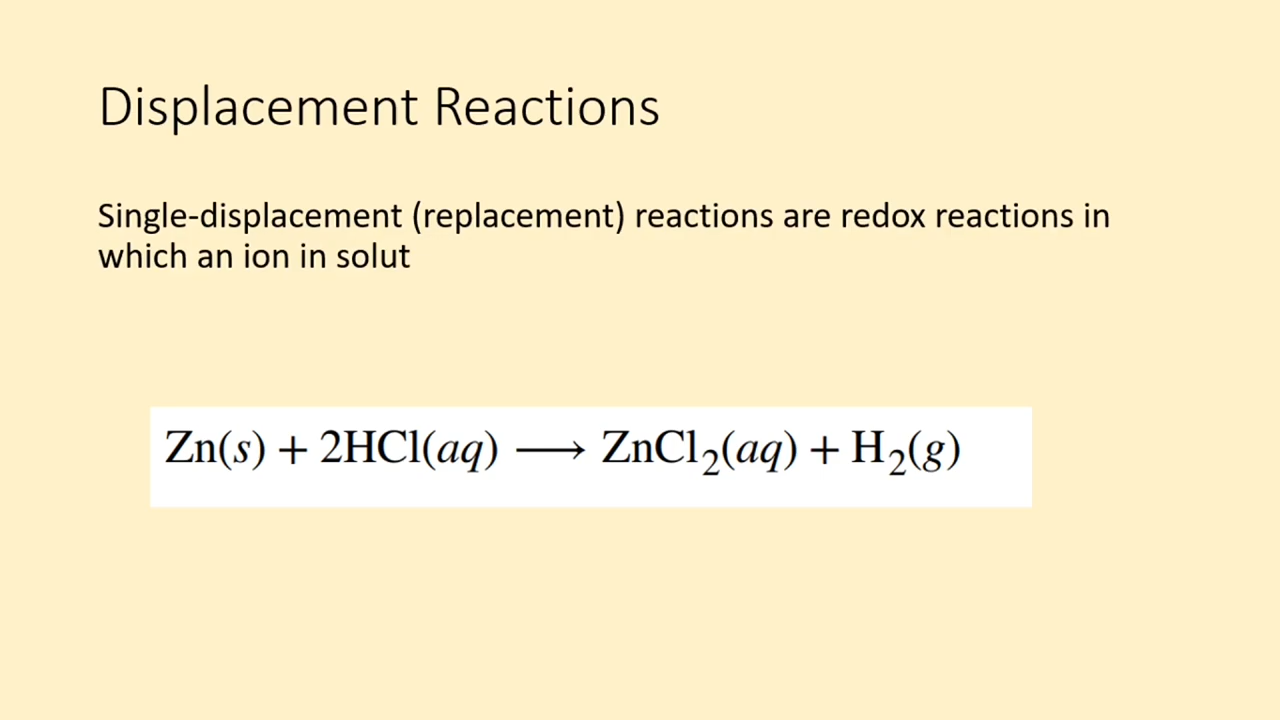 Displacement Reactions
Single-displacement (replacement) reactions are redox reactions in
which an ion in solut
Zn(s) + 2HCl(aq) ⟶ ZnCl₂(aq) + H₂(g)